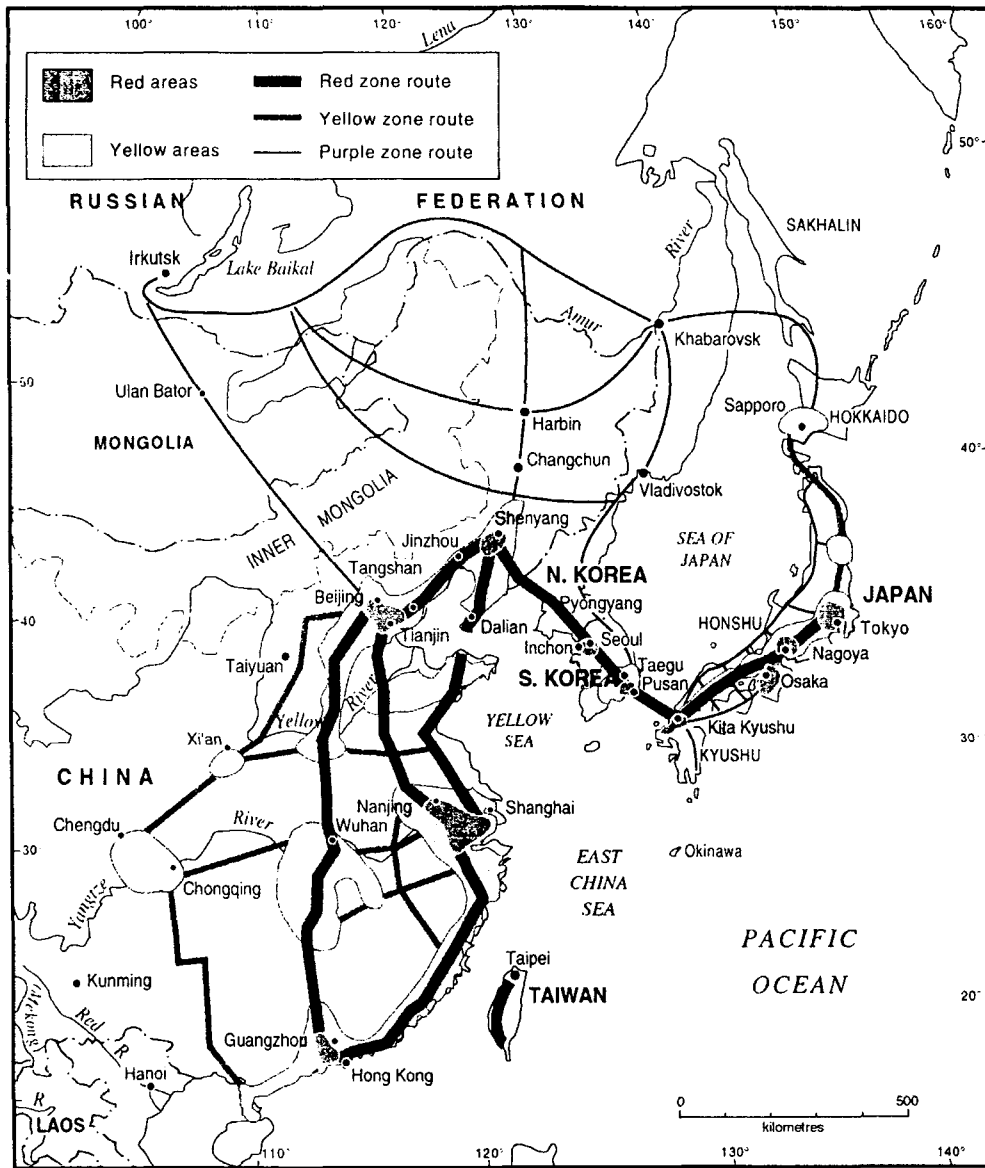 100° 110° 120° 130° 140° 150° 160°
Lena
Red areas
Red zone route
Yellow zone route
Yellow areas
Purple zone route
50°
RUSSIAN FEDERATION
SAKHALIN
River
Irkutsk
Lake Baikal
Amur
Khabarovsk
50
Ulan Bator
Sapporo
HOKKAIDO
Harbin
MONGOLIA
40°
Changchun
Vladivostok
INNER MONGOLIA
Shenyang
Jinzhou
SEA OF
JAPAN
Tangshan
N. KOREA
Beijing
Pyongyang
JAPAN
40
Tianjin
Dalian
Seoul
HONSHU
Tokyo
Inchon
Nagoya
Taiyuan
Taegu
S. KOREA
Pusan
Osaka
River
Yellow
YELLOW
SEA
Kita Kyushu
30°
Xi'an
KYUSHU
CHINA
Nanjing
Shanghai
Chengdu
River
Wuhan
30
EAST
CHINA
SEA
Okinawa
Chongqing
Yangtze
PACIFIC
OCEAN
Taipei
Kunming
TAIWAN
20°
Mekong
Red
R
Guangzhou
Hanoi
Hong Kong
0 500
kilometres
R
LAOS
110° 120° 130° 140°